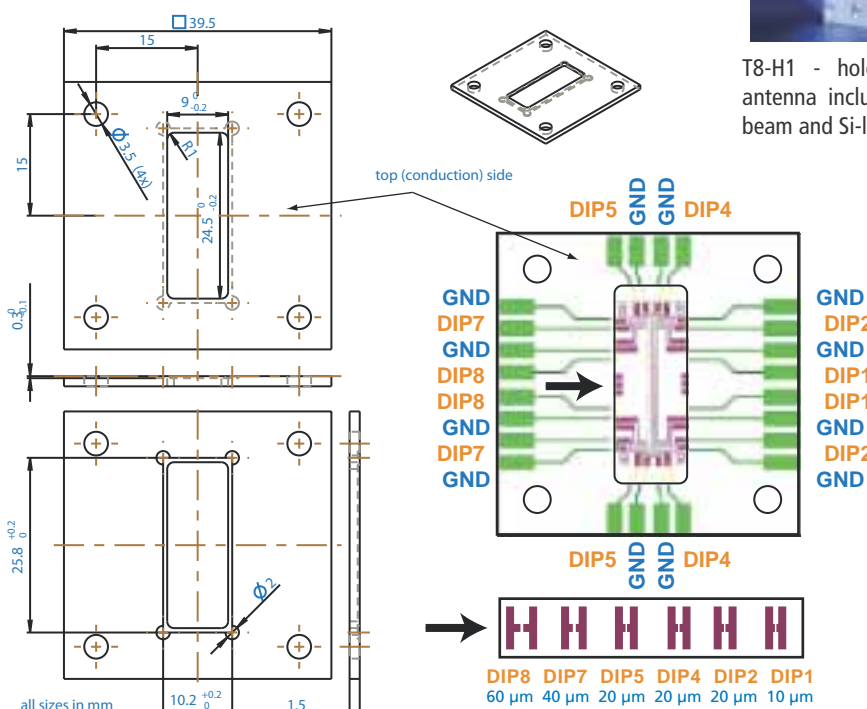 □39.5
15
9 0 -0.2
R1
ϕ3.5 (4x)
15
24.5 0 -0.2
T8-H1 - hol
antenna inclu
beam and Si-l
top (conduction) side
0.3 0 -0.1
DIP5 GND GND DIP4
GND
DIP7
GND
DIP8
DIP8
GND
DIP7
GND
GND
DIP2
GND
DIP1
DIP1
GND
DIP2
GND
DIP5 GND GND DIP4
25.8 +0.2 0
ϕ2
10.2 +0.2 0
1.5
all sizes in mm
DIP8 DIP7 DIP5 DIP4 DIP2 DIP1
60 µm 40 µm 20 µm 20 µm 20 µm 10 µm